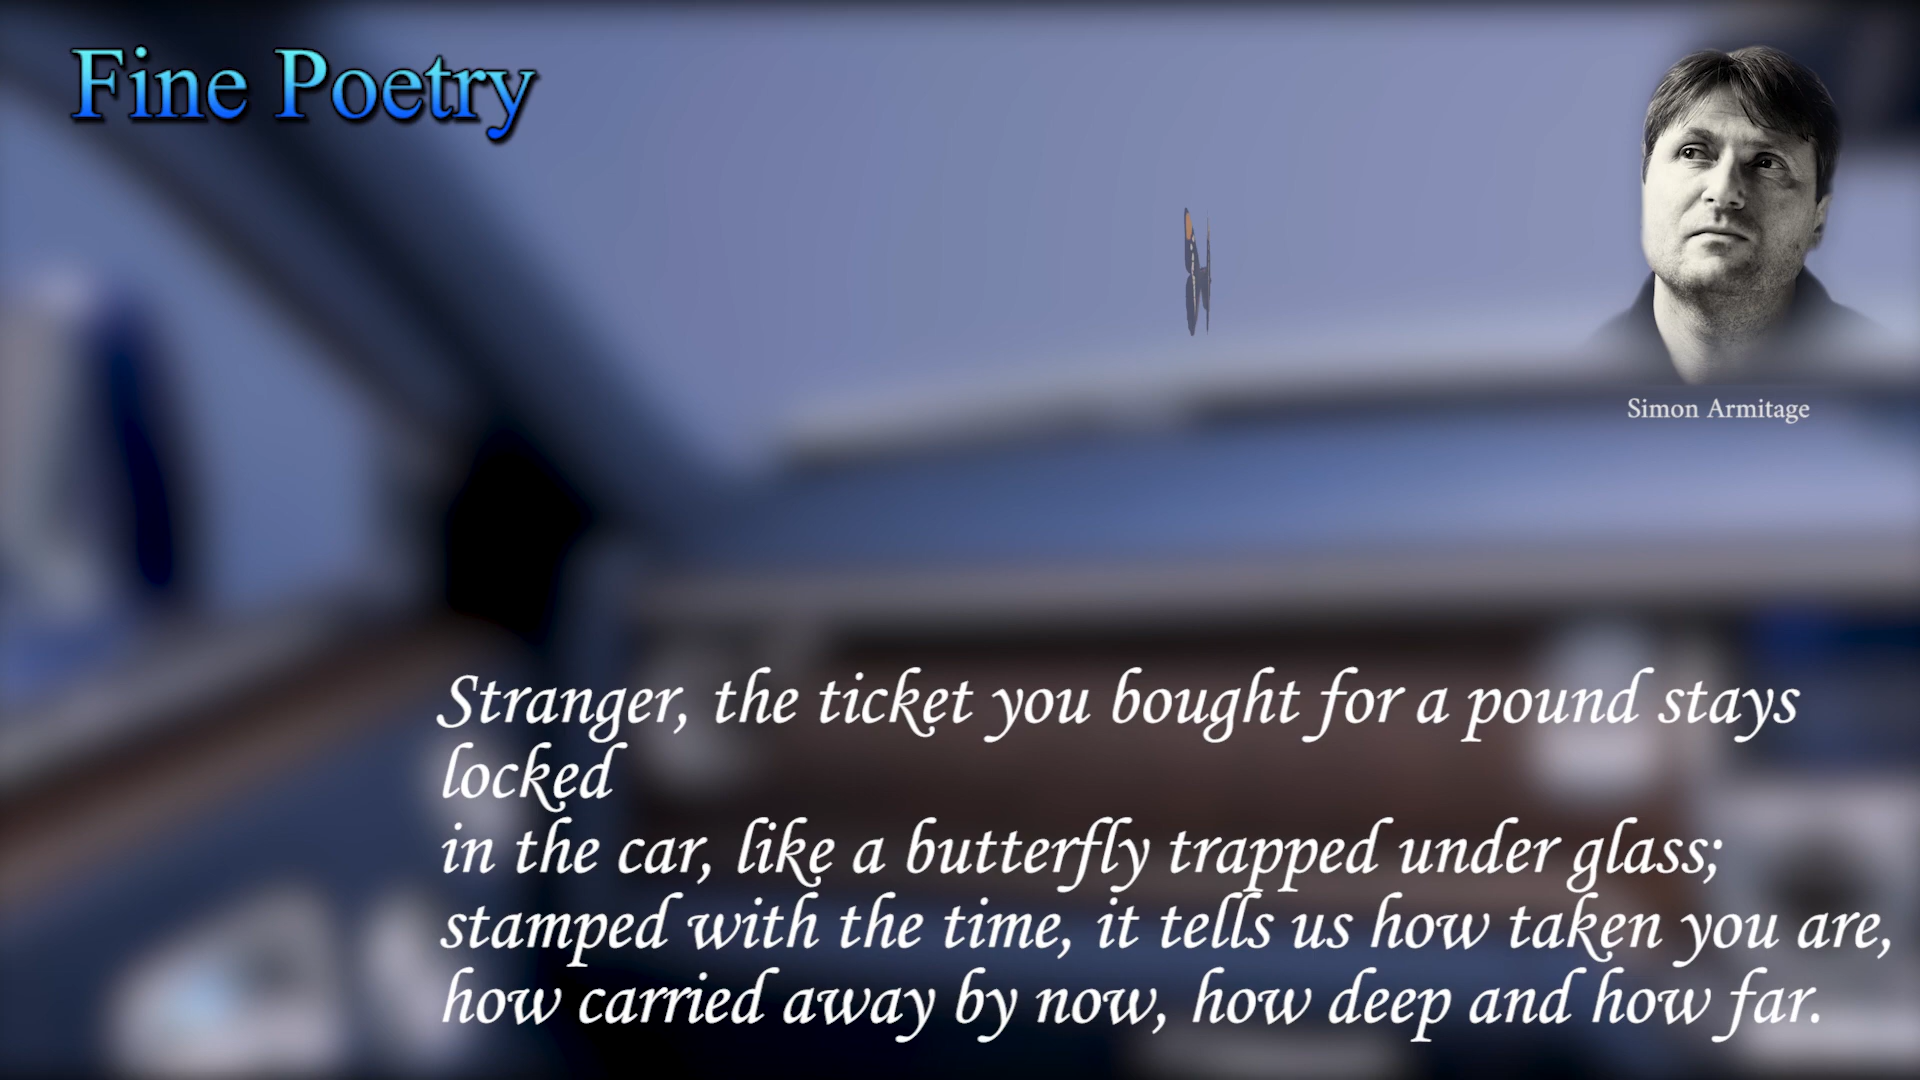 Fine Poetry
Simon Armitage
Stranger, the ticket you bought for a pound stays
locked
in the car, like a butterfly trapped under glass;
stamped with the time, it tells us how taken you are,
how carried away by now, how deep and how far.